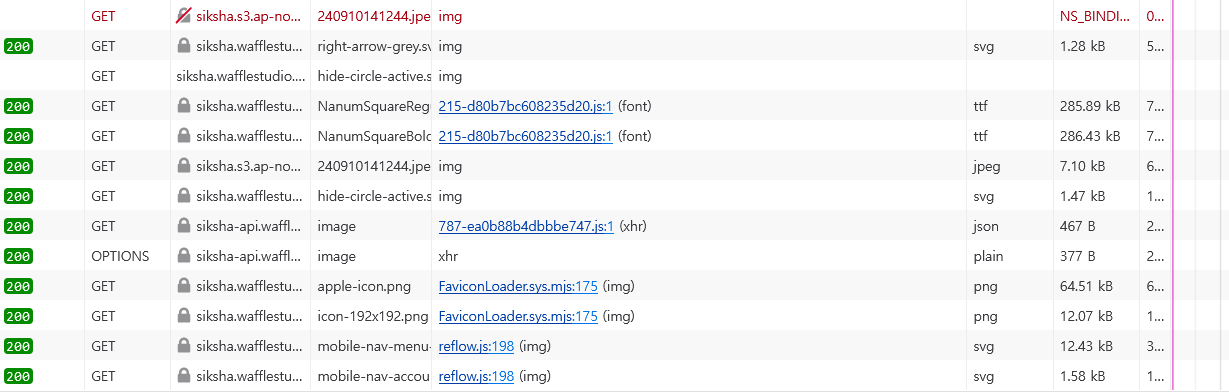 GET siksha.s3.ap-no... 240910141244.jpe img NS_BINDI... 0...
200 GET siksha.wafflestu... right-arrow-grey.sv img svg 1.28 kB 5...
GET siksha.wafflestudio.... hide-circle-active.s img
200 GET siksha.wafflestu... NanumSquareReg 215-d80b7bc608235d20.js:1 (font) ttf 285.89 kB 7...
200 GET siksha.wafflestu... NanumSquareBolc 215-d80b7bc608235d20.js:1 (font) ttf 286.43 kB 7...
200 GET siksha.s3.ap-no... 240910141244.jpe img jpeg 7.10 kB 6...
200 GET siksha.wafflestu... hide-circle-active.s img svg 1.47 kB 1...
200 GET siksha-api.waffl... image 787-ea0b88b4dbbbe747.js:1 (xhr) json 467 B 2...
200 OPTIONS siksha-api.waffl... image xhr plain 377 B 2...
200 GET siksha.wafflestu... apple-icon.png FaviconLoader.sys.mjs:175 (img) png 64.51 kB 6...
200 GET siksha.wafflestu... icon-192x192.png FaviconLoader.sys.mjs:175 (img) png 12.07 kB 1...
200 GET siksha.wafflestu... mobile-nav-menu- reflow.js:198 (img) svg 12.43 kB 3...
200 GET siksha.wafflestu... mobile-nav-accou reflow.js:198 (img) svg 1.58 kB 1...